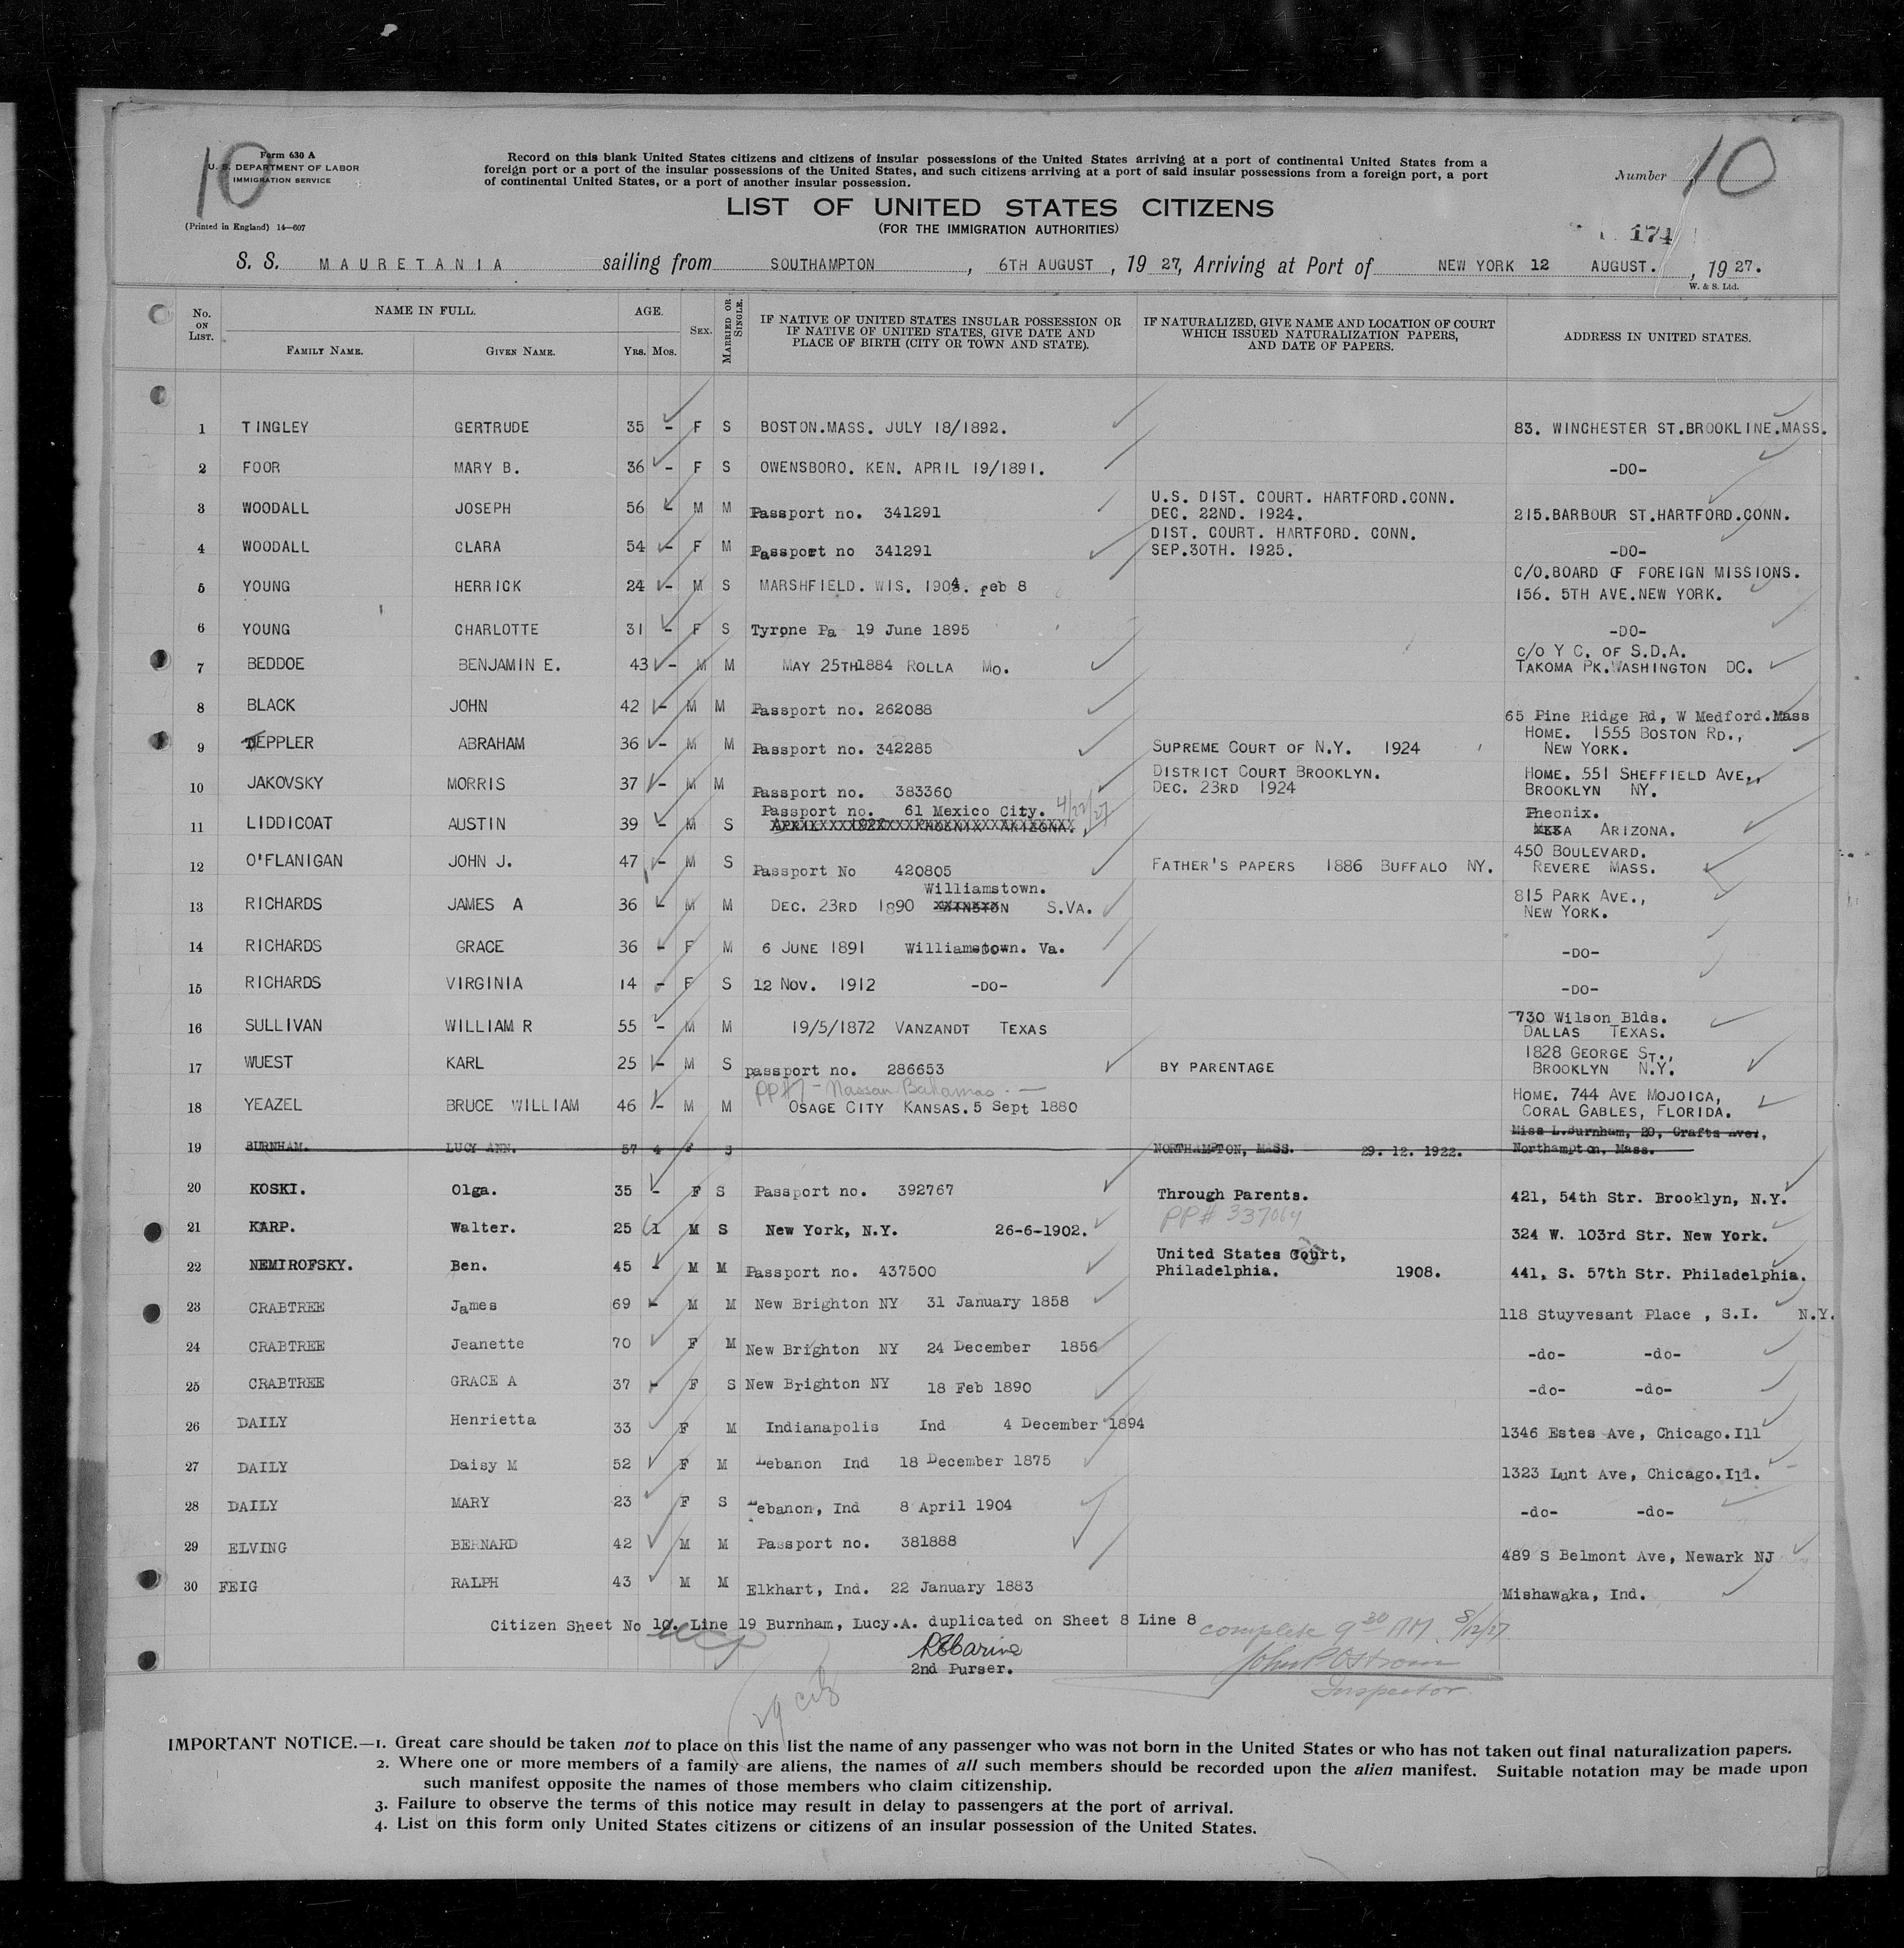 10
Form 630 A
U. S. DEPARTMENT OF LABOR
IMMIGRATION SERVICE
(Printed in England) 14—607
Record on this blank United States citizens and citizens of insular possessions of the United States arriving at a port of continental United States from a
foreign port or a port of the insular possessions of the United States, and such citizens arriving at a port of said insular possessions from a foreign port, a port
of continental United States, or a port of another insular possession.
Number 10
LIST OF UNITED STATES CITIZENS
(FOR THE IMMIGRATION AUTHORITIES)
174
S. S. MAURETANIA sailing from SOUTHAMPTON, 6TH AUGUST, 1927, Arriving at Port of NEW YORK 12 AUGUST., 1927.
W. & S. Ltd.
No. ON LIST. NAME IN FULL. AGE. SEX. MARRIED OR SINGLE. IF NATIVE OF UNITED STATES INSULAR POSSESSION OR IF NATIVE OF UNITED STATES, GIVE DATE AND PLACE OF BIRTH (CITY OR TOWN AND STATE). IF NATURALIZED, GIVE NAME AND LOCATION OF COURT WHICH ISSUED NATURALIZATION PAPERS, AND DATE OF PAPERS. ADDRESS IN UNITED STATES.
FAMILY NAME. GIVEN NAME. YRS. MOS.
1 TINGLEY GERTRUDE 35 - F S BOSTON.MASS. JULY 18/1892. 83. WINCHESTER ST.BROOKLINE.MASS.
2 FOOR MARY B. 36 - F S OWENSBORO. KEN. APRIL 19/1891. -DO-
3 WOODALL JOSEPH 56 - M M Passport no. 341291 U.S. DIST. COURT. HARTFORD.CONN. DEC. 22ND. 1924. 215.BARBOUR ST.HARTFORD.CONN.
4 WOODALL CLARA 54 - F M Passport no 341291 DIST. COURT. HARTFORD. CONN. SEP.30TH. 1925. -DO-
5 YOUNG HERRICK 24 - M S MARSHFIELD. WIS. 1904. feb 8 C/O.BOARD OF FOREIGN MISSIONS. 156. 5TH AVE.NEW YORK.
6 YOUNG CHARLOTTE 31 - F S Tyrone Pa 19 June 1895 -DO-
7 BEDDOE BENJAMIN E. 43 - M M MAY 25TH 1884 ROLLA MO. C/O Y C. OF S.D.A. TAKOMA PK.WASHINGTON DC.
8 BLACK JOHN 42 - M M Passport no. 262088 65 Pine Ridge Rd, W Medford.Mass
9 EPPLER ABRAHAM 36 - M M Passport no. 342285 SUPREME COURT OF N.Y. 1924 HOME. 1555 BOSTON RD., NEW YORK.
10 JAKOVSKY MORRIS 37 - M M Passport no. 383360 DISTRICT COURT BROOKLYN. DEC. 23RD 1924 HOME. 551 SHEFFIELD AVE., BROOKLYN NY.
11 LIDDICOAT AUSTIN 39 - M S Passport no. 61 Mexico City. 4/22/27 Pheonix. ARIZONA.
12 O'FLANIGAN JOHN J. 47 - M S Passport No 420805 FATHER'S PAPERS 1886 BUFFALO NY. 450 BOULEVARD. REVERE MASS.
13 RICHARDS JAMES A 36 - M M DEC. 23RD 1890 Williamstown. S.VA. 815 PARK AVE., NEW YORK.
14 RICHARDS GRACE 36 - F M 6 JUNE 1891 Williamstown. Va. -DO-
15 RICHARDS VIRGINIA 14 - F S 12 Nov. 1912 -DO- -DO-
16 SULLIVAN WILLIAM R 55 - M M 19/5/1872 VANZANDT TEXAS 730 Wilson Blds. DALLAS TEXAS.
17 WUEST KARL 25 - M S passport no. 286653 BY PARENTAGE 1828 GEORGE ST., BROOKLYN N.Y.
PP#7 - Nassau Bahamas. -
18 YEAZEL BRUCE WILLIAM 46 - M M OSAGE CITY KANSAS. 5 Sept 1880 HOME. 744 AVE MOJOICA, CORAL GABLES, FLORIDA.
19 BURNHAM. LUCY ANN. 57 4 F S NORTHAMPTON, MASS. 29. 12. 1922. Miss L.Burnham, 20, Crafts Ave., Northampton, Mass.
20 KOSKI. Olga. 35 - F S Passport no. 392767 Through Parents. 421, 54th Str. Brooklyn, N.Y.
21 KARP. Walter. 25 1 M S New York, N.Y. 26-6-1902. PP# 337064 324 W. 103rd Str. New York.
22 NEMIROFSKY. Ben. 45 - M M Passport no. 437500 United States Court, Philadelphia. 1908. 441, S. 57th Str. Philadelphia.
23 CRABTREE James 69 - M M New Brighton NY 31 January 1858 118 Stuyvesant Place , S.I. N.Y.
24 CRABTREE Jeanette 70 F M New Brighton NY 24 December 1856 -do- -do-
25 CRABTREE GRACE A 37 - F S New Brighton NY 18 Feb 1890 -do- -do-
26 DAILY Henrietta 33 F M Indianapolis Ind 4 December 1894 1346 Estes Ave, Chicago.Ill
27 DAILY Daisy M 52 F M Lebanon Ind 18 December 1875 1323 Lunt Ave, Chicago.Ill.
28 DAILY MARY 23 F S Lebanon, Ind 8 April 1904 -do- -do-
29 ELVING BERNARD 42 M M Passport no. 381888 489 S Belmont Ave, Newark NJ
30 FEIG RALPH 43 M M Elkhart, Ind. 22 January 1883 Mishawaka, Ind.
Citizen Sheet No 10. Line 19 Burnham, Lucy.A. duplicated on Sheet 8 Line 8
complete 9 30 AM 8/12/27
John P Ostrom
Inspector.
2nd Purser.
29 citz
IMPORTANT NOTICE.—1. Great care should be taken not to place on this list the name of any passenger who was not born in the United States or who has not taken out final naturalization papers.
2. Where one or more members of a family are aliens, the names of all such members should be recorded upon the alien manifest. Suitable notation may be made upon
such manifest opposite the names of those members who claim citizenship.
3. Failure to observe the terms of this notice may result in delay to passengers at the port of arrival.
4. List on this form only United States citizens or citizens of an insular possession of the United States.